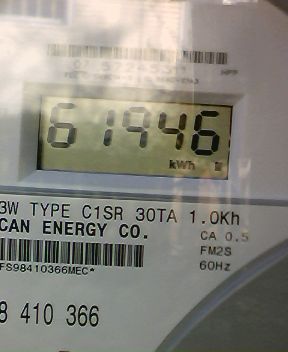 61946
kWh
3W TYPE C1SR 30TA 1.0Kh
CAN ENERGY CO.
CA 0.5
FM2S
60Hz
FS98410366MEC*
8 410 366